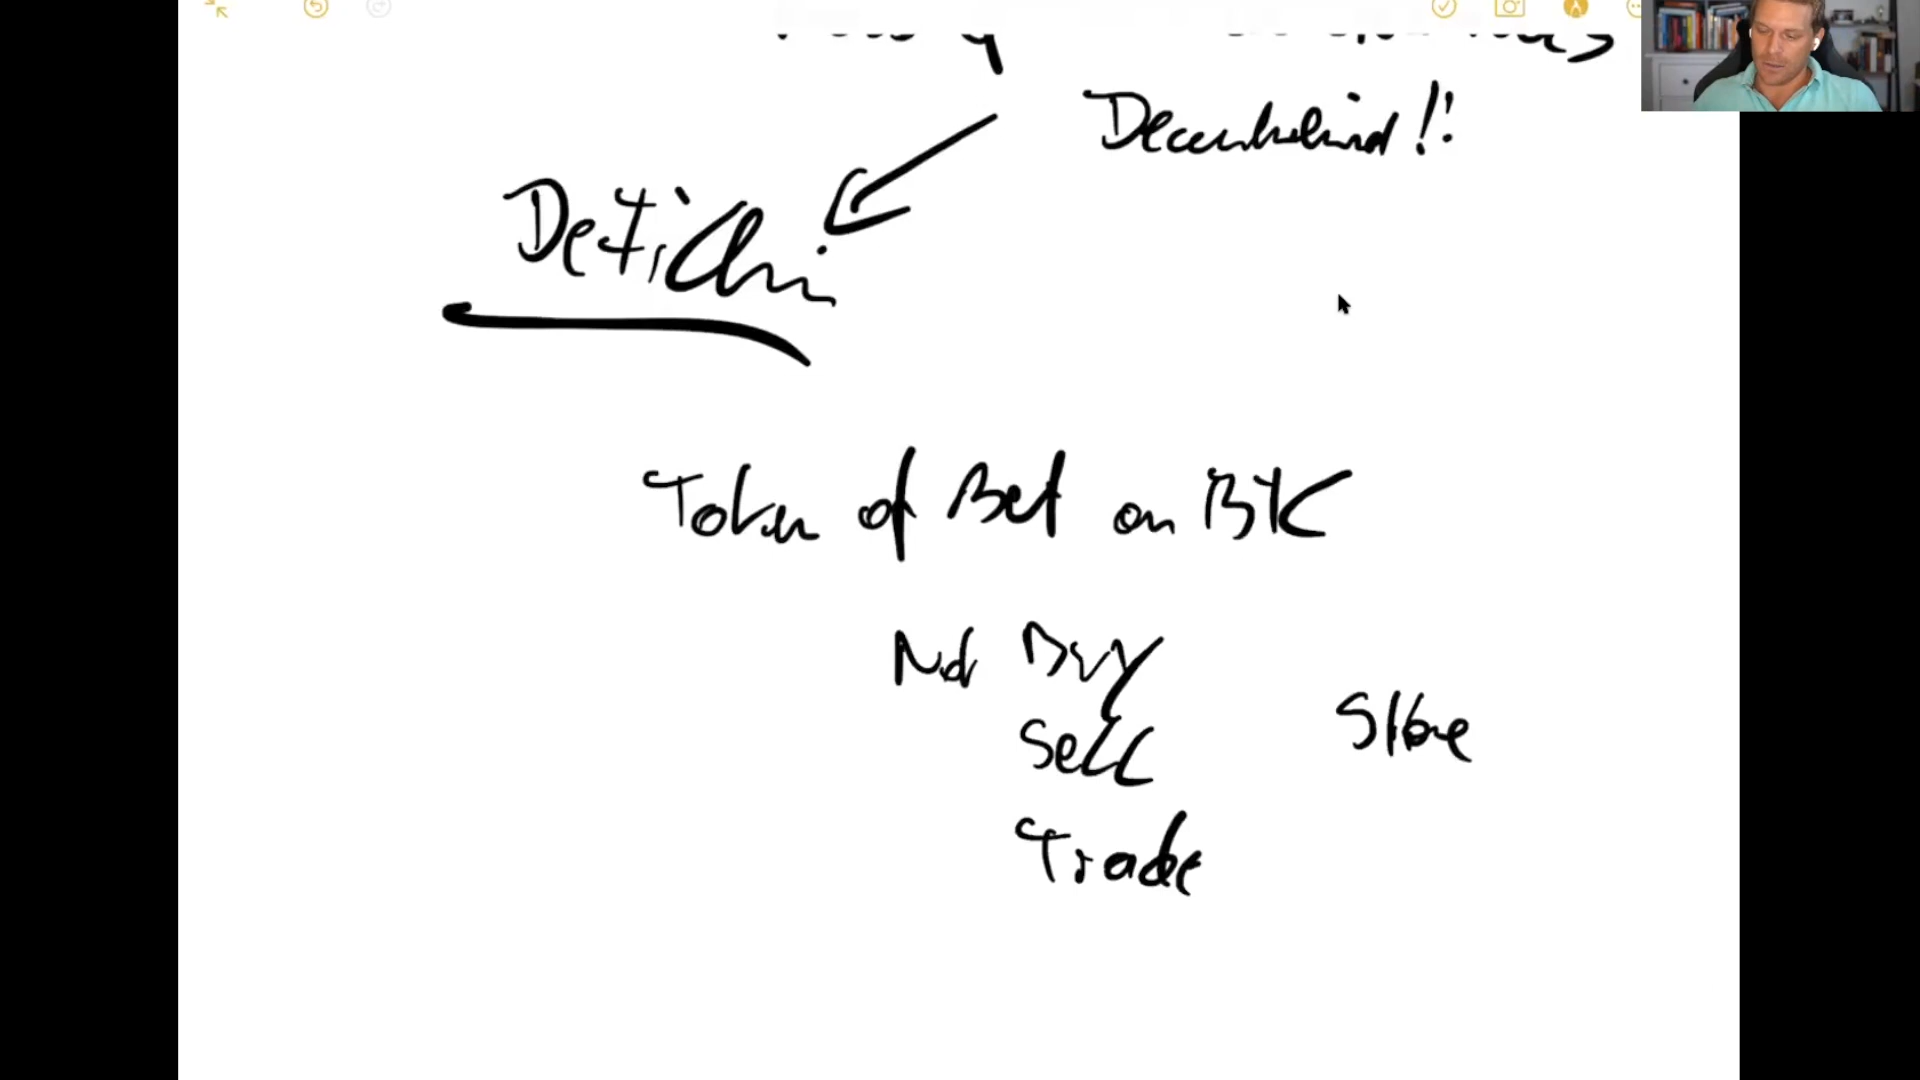 Decentralized !!
DeFiChain
Token of Bet on BTC
Not Buy
Sell
Store
Trade